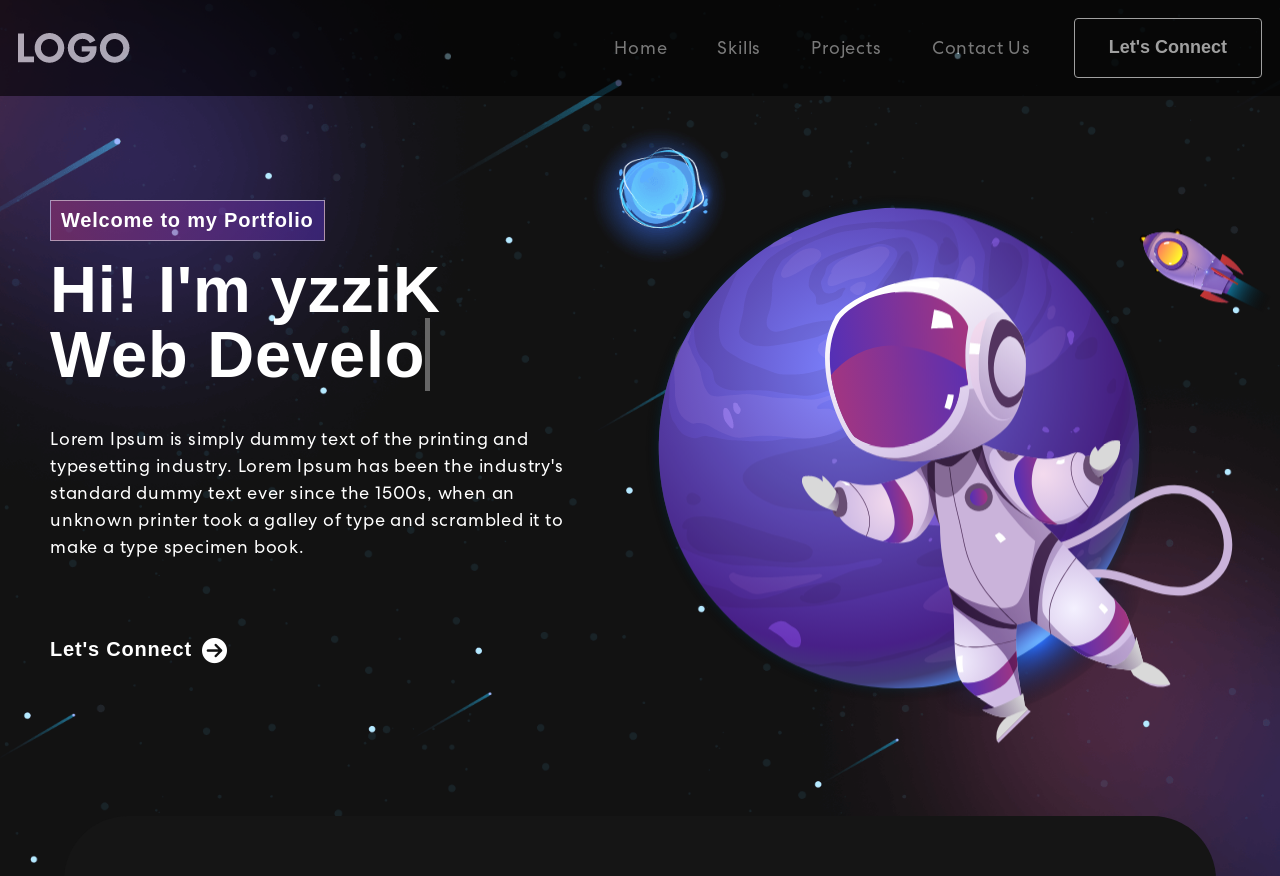 LOGO
Home
Skills
Projects
Contact Us
Let's Connect
Welcome to my Portfolio
Hi! I'm yzziK
Web Develo
Lorem Ipsum is simply dummy text of the printing and
typesetting industry. Lorem Ipsum has been the industry's
standard dummy text ever since the 1500s, when an
unknown printer took a galley of type and scrambled it to
make a type specimen book.
Let's Connect